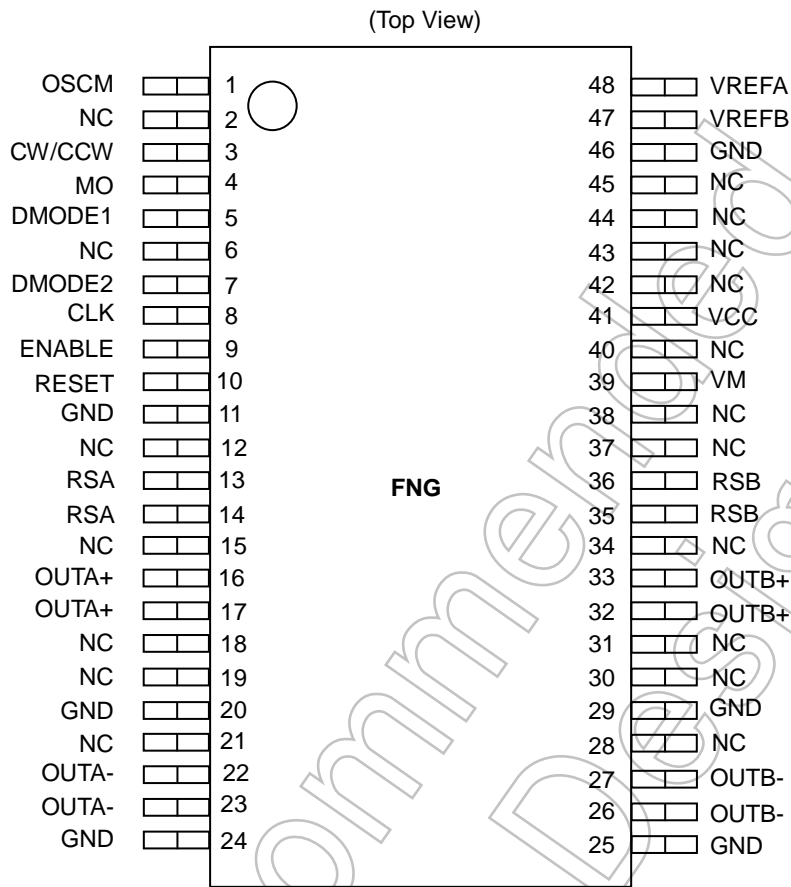 (Top View)
OSCM 1 48 VREFA
NC 2 47 VREFB
CW/CCW 3 46 GND
MO 4 45 NC
DMODE1 5 44 NC
NC 6 43 NC
DMODE2 7 42 NC
CLK 8 41 VCC
ENABLE 9 40 NC
RESET 10 39 VM
GND 11 38 NC
NC 12 37 NC
RSA 13 36 RSB
FNG
RSA 14 35 RSB
NC 15 34 NC
OUTA+ 16 33 OUTB+
OUTA+ 17 32 OUTB+
NC 18 31 NC
NC 19 30 NC
GND 20 29 GND
NC 21 28 NC
OUTA- 22 27 OUTB-
OUTA- 23 26 OUTB-
GND 24 25 GND